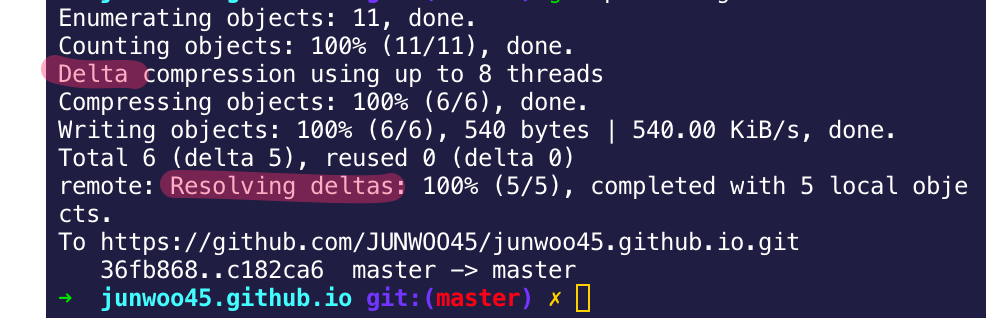 Enumerating objects: 11, done.
Counting objects: 100% (11/11), done.
Delta compression using up to 8 threads
Compressing objects: 100% (6/6), done.
Writing objects: 100% (6/6), 540 bytes | 540.00 KiB/s, done.
Total 6 (delta 5), reused 0 (delta 0)
remote: Resolving deltas: 100% (5/5), completed with 5 local obje
cts.
To https://github.com/JUNWOO45/junwoo45.github.io.git
   36fb868..c182ca6  master -> master
→  junwoo45.github.io git:(master) ✗